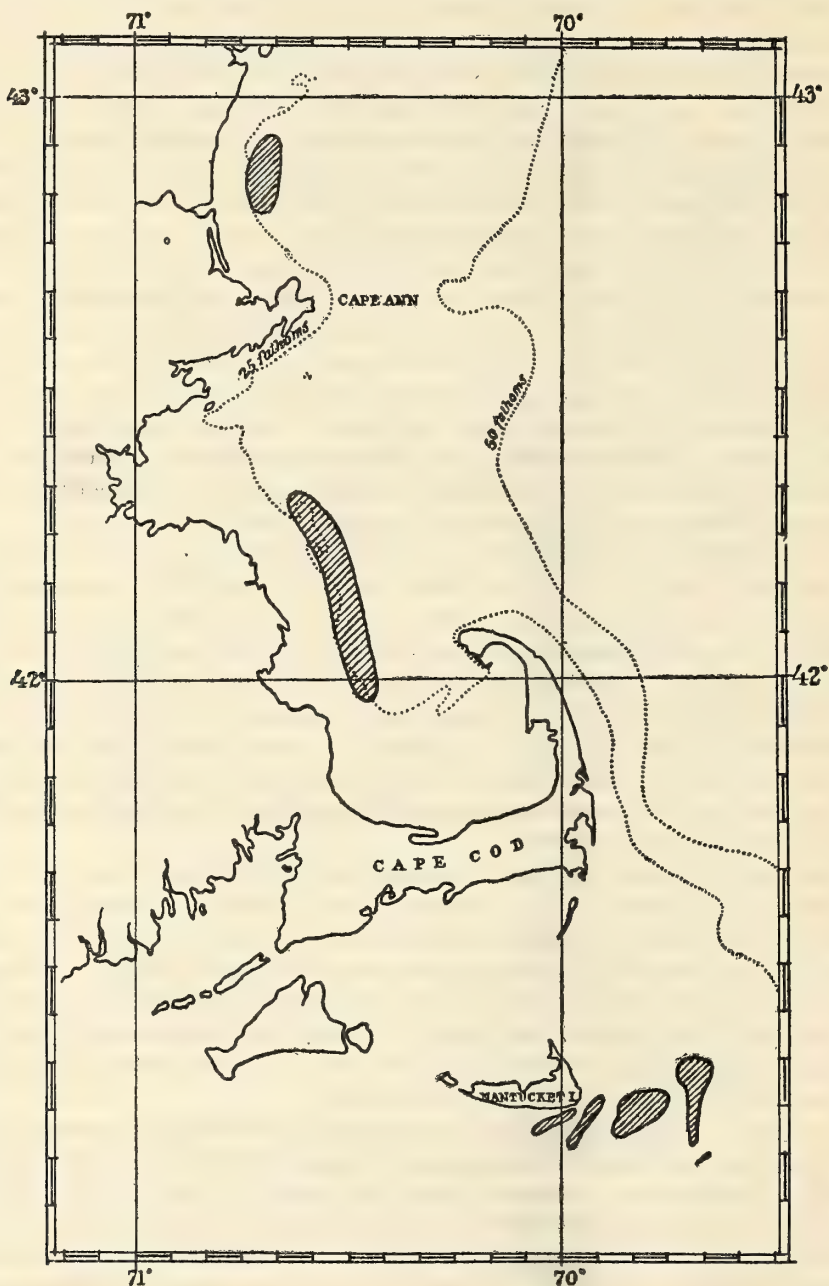 71° 70°
43° 43°
CAPE ANN
25 fathoms
50 fathoms
42° 42°
CAPE COD
NANTUCKET I.
71° 70°